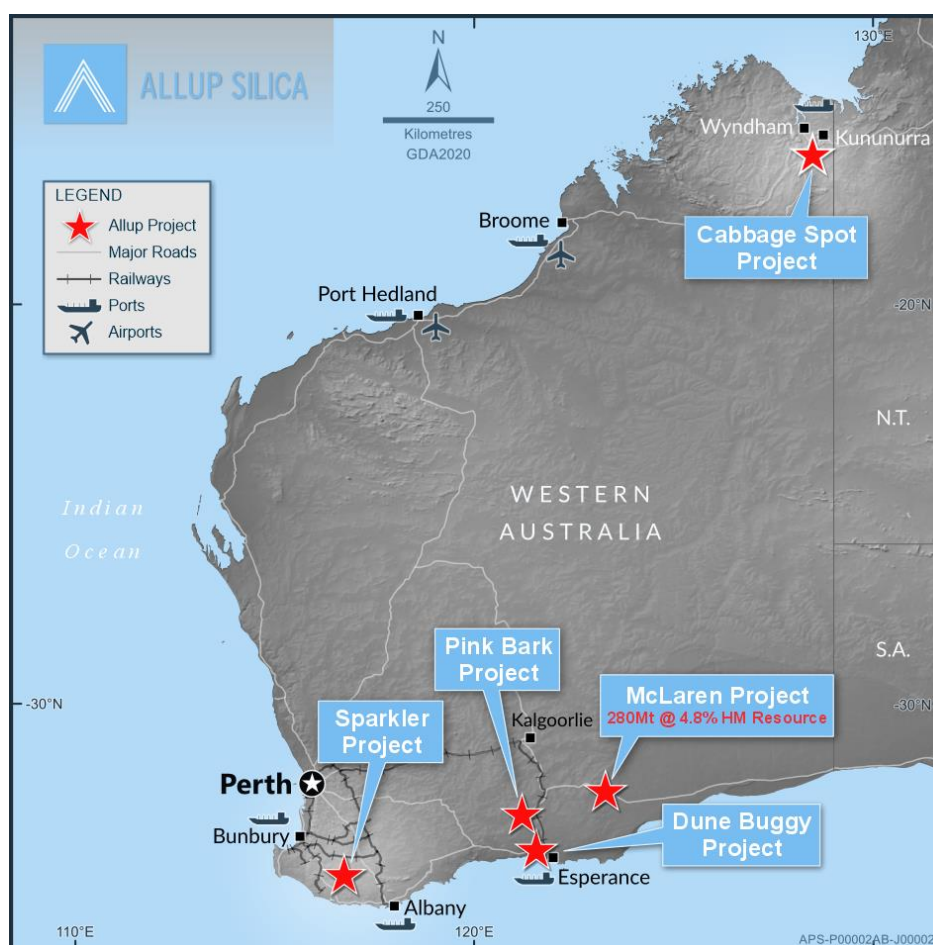 ALLUP SILICA
N
250
Kilometres
GDA2020
130°E
LEGEND
Allup Project
Major Roads
Railways
Ports
Airports
Wyndham
Kununurra
Cabbage Spot
Project
Broome
Port Hedland
-20°N
N.T.
Indian
Ocean
WESTERN
AUSTRALIA
S.A.
Pink Bark
Project
-30°N
McLaren Project
280Mt @ 4.8% HM Resource
-30°N
Kalgoorlie
Sparkler
Project
Perth
Bunbury
Dune Buggy
Project
Esperance
Albany
110°E
120°E
APS-P00002AB-J00002